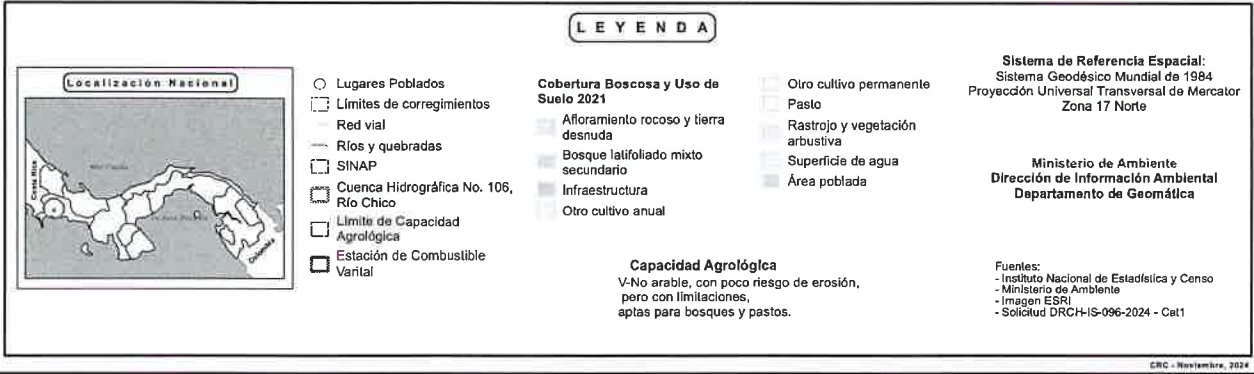 LEYENDA
Localización Nacional
Costa Rica
Colombia
Lugares Poblados
Límites de corregimientos
Red vial
Ríos y quebradas
SINAP
Cuenca Hidrográfica No. 106,
Río Chico
Límite de Capacidad
Agrológica
Estación de Combustible
Varital
Cobertura Boscosa y Uso de
Suelo 2021
Afloramiento rocoso y tierra
desnuda
Bosque latifoliado mixto
secundario
Infraestructura
Otro cultivo anual
Otro cultivo permanente
Pasto
Rastrojo y vegetación
arbustiva
Superficie de agua
Área poblada
Capacidad Agrológica
V-No arable, con poco riesgo de erosión,
pero con limitaciones,
aptas para bosques y pastos.
Sistema de Referencia Espacial:
Sistema Geodésico Mundial de 1984
Proyección Universal Transversal de Mercator
Zona 17 Norte
Ministerio de Ambiente
Dirección de Información Ambiental
Departamento de Geomática
Fuentes:
- Instituto Nacional de Estadística y Censo
- Ministerio de Ambiente
- Imagen ESRI
- Solicitud DRCH-IS-096-2024 - Cat1
CRC - Noviembre, 2024